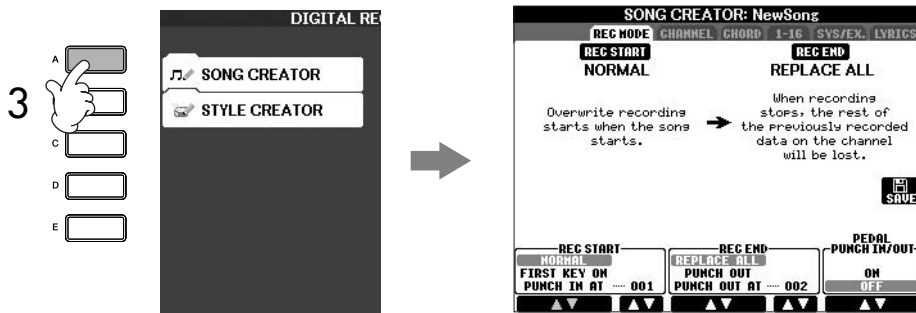 3
A
C
D
E
DIGITAL RE
SONG CREATOR
STYLE CREATOR
SONG CREATOR: NewSong
REC MODE CHANNEL CHORD 1-16 SYS/EX. LYRICS
REC START
NORMAL
Overwrite recording
starts when the song
starts.
REC END
REPLACE ALL
When recording
stops, the rest of
the previously recorded
data on the channel
will be lost.
SAVE
REC START
NORMAL
FIRST KEY ON
PUNCH IN AT ···· 001
REC END
REPLACE ALL
PUNCH OUT
PUNCH OUT AT ···· 002
PEDAL
PUNCH IN/OUT
ON
OFF